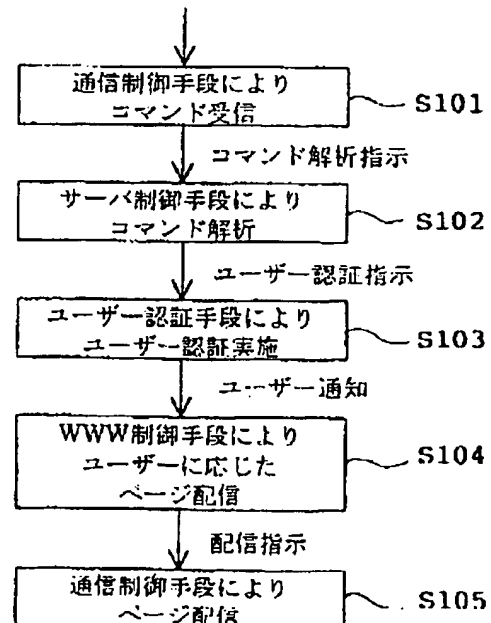 通信制御手段により
コマンド受信
S101
コマンド解析指示
サーバ制御手段により
コマンド解析
S102
ユーザー認証指示
ユーザー認証手段により
ユーザー認証実施
S103
ユーザー通知
WWW制御手段により
ユーザーに応じた
ページ配信
S104
配信指示
通信制御手段により
ページ配信
S105